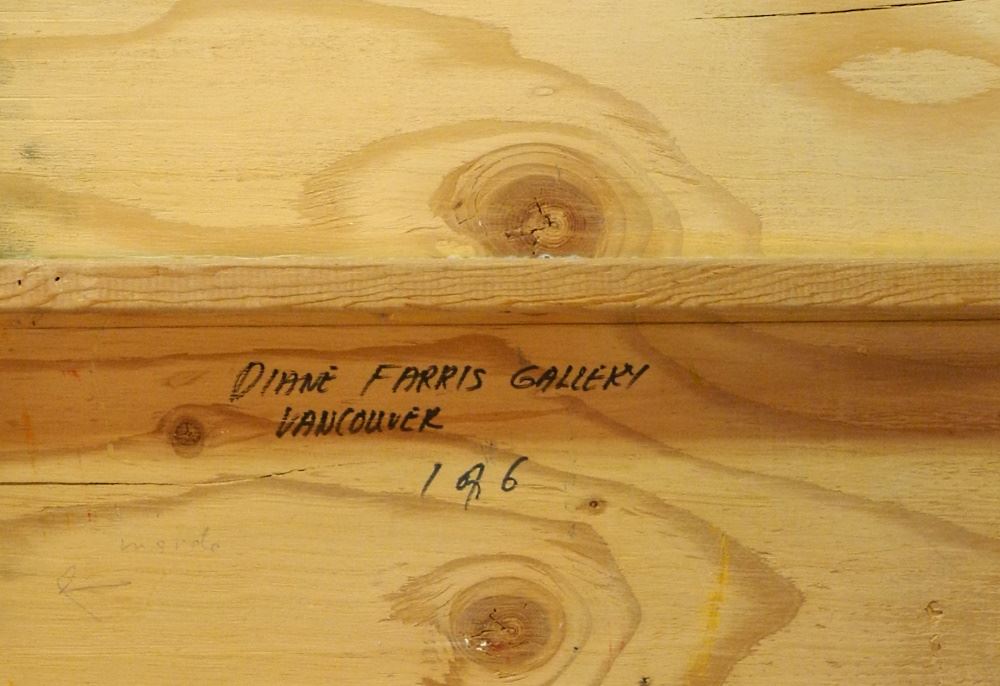 DIANE FARRIS GALLERY
VANCOUVER
1 of 6